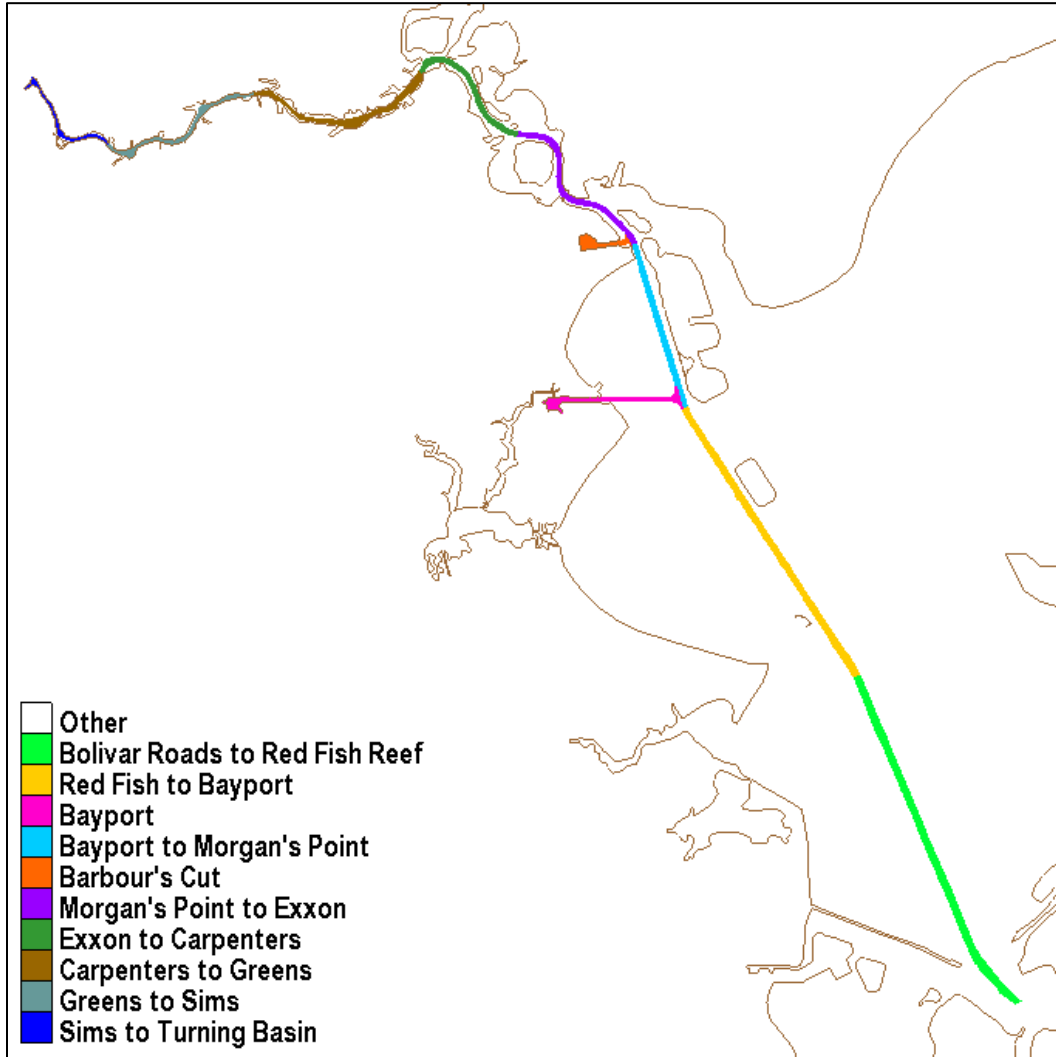 Other
Bolivar Roads to Red Fish Reef
Red Fish to Bayport
Bayport
Bayport to Morgan's Point
Barbour's Cut
Morgan's Point to Exxon
Exxon to Carpenters
Carpenters to Greens
Greens to Sims
Sims to Turning Basin